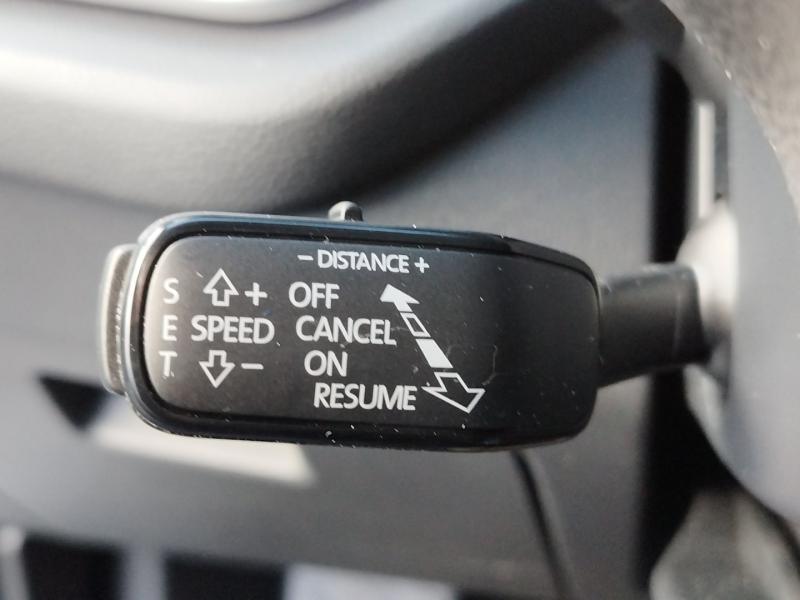 - DISTANCE +
S + OFF
E SPEED CANCEL
T - ON
RESUME